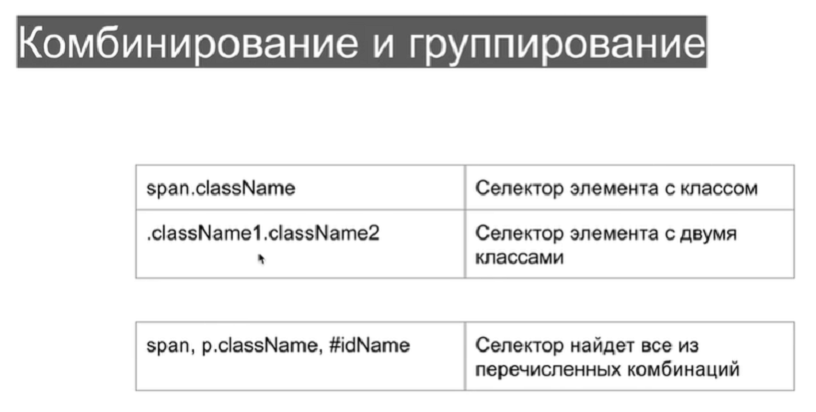 Комбинирование и группирование
span.className
Селектор элемента с классом
.className1.className2
Селектор элемента с двумя
классами
span, p.className, #idName
Селектор найдет все из
перечисленных комбинаций